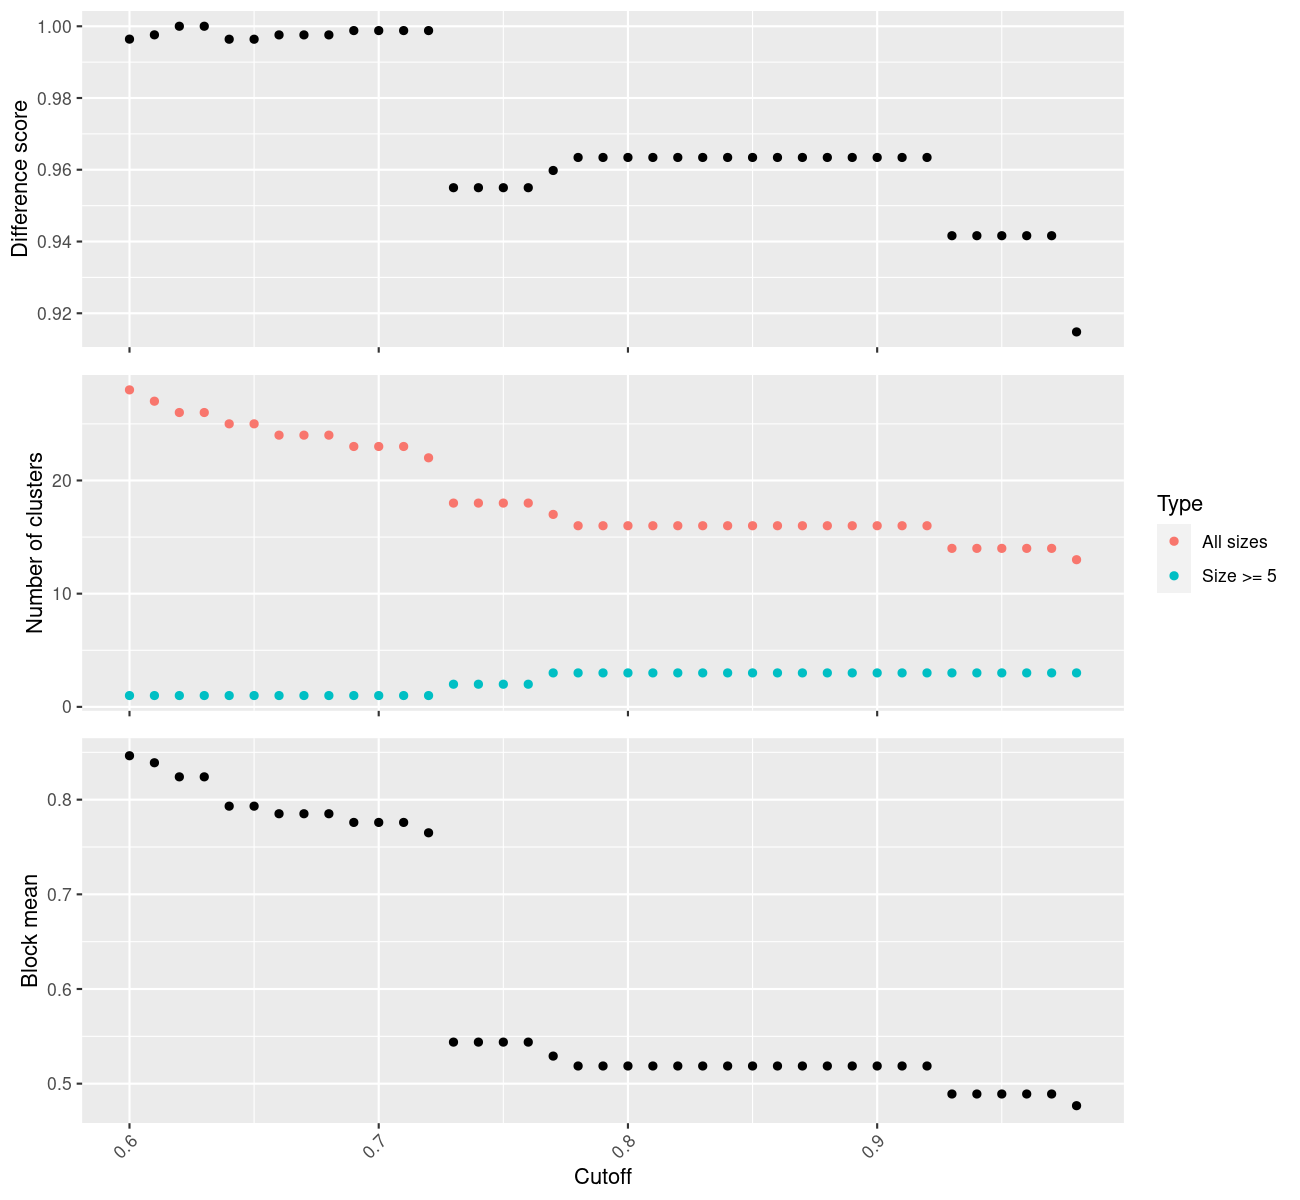 Difference score
1.00
0.98
0.96
0.94
0.92
Number of clusters
20
10
0
Block mean
0.8
0.7
0.6
0.5
0.6
0.7
0.8
0.9
Cutoff
Type
All sizes
Size >= 5